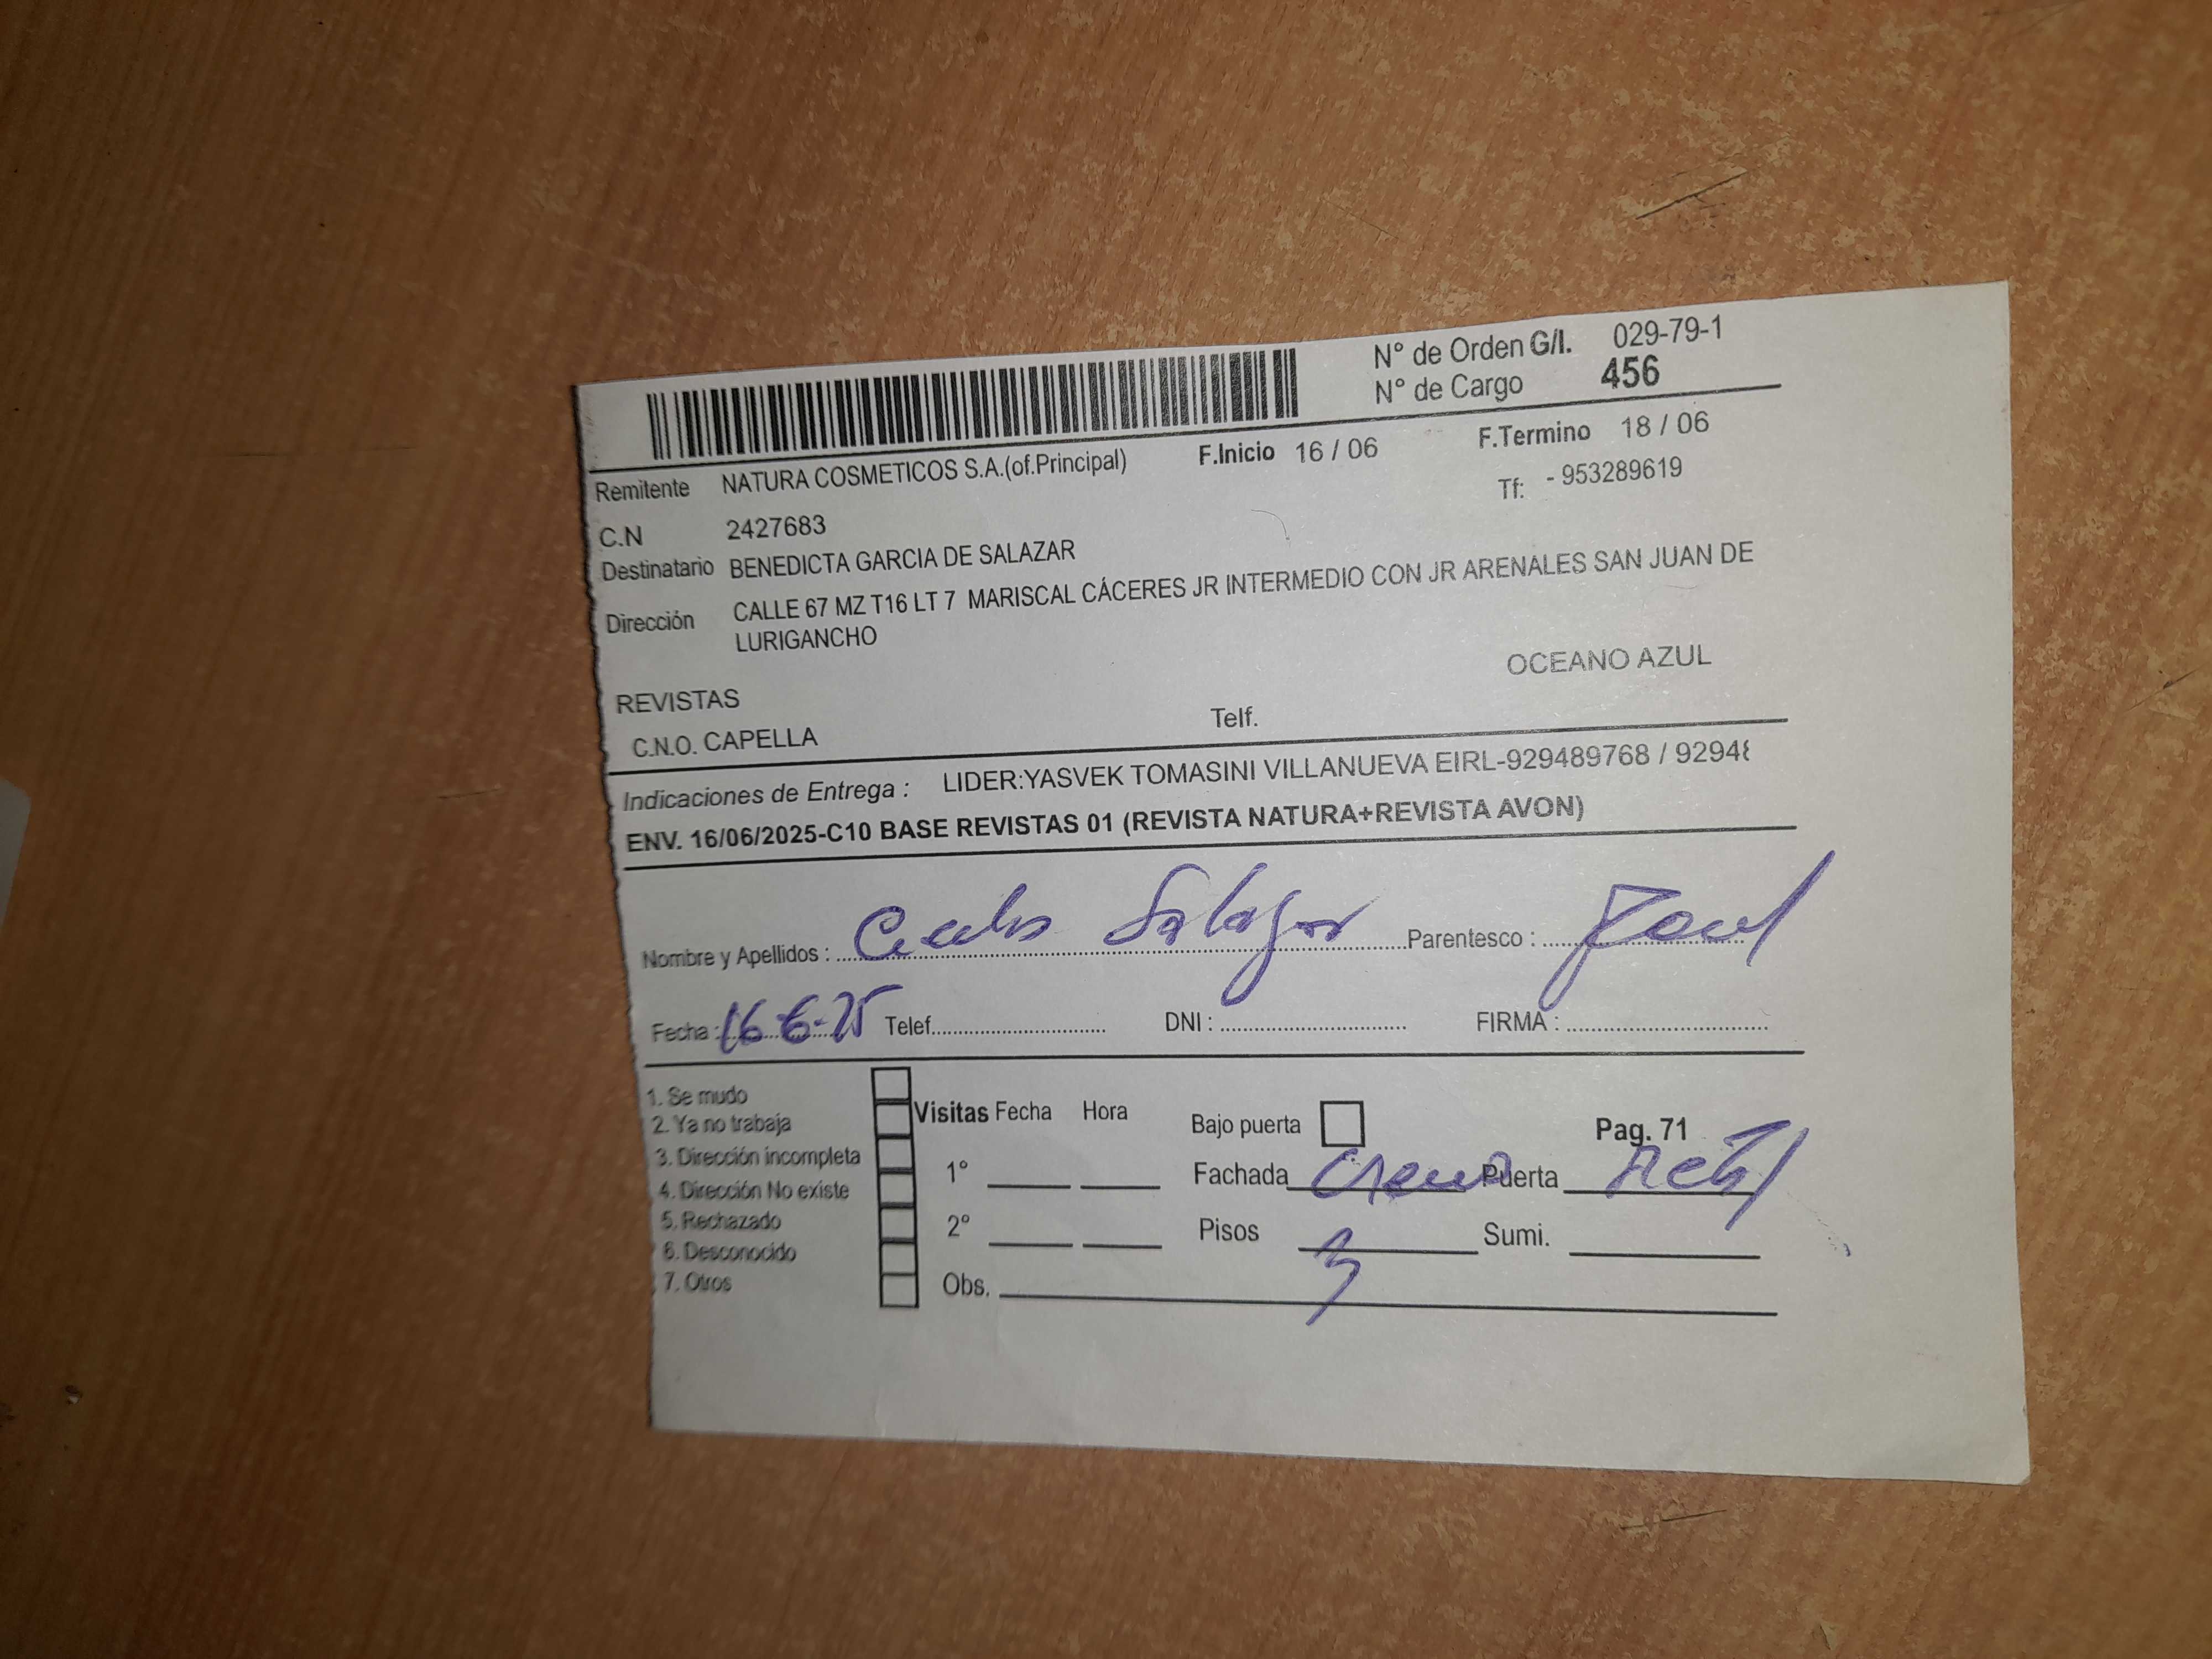 N° de Orden G/I. 029-79-1
N° de Cargo 456
F.Inicio 16 / 06 F.Termino 18 / 06
Remitente NATURA COSMETICOS S.A.(of.Principal)
Tf: - 953289619
C.N 2427683
Destinatario BENEDICTA GARCIA DE SALAZAR
Dirección CALLE 67 MZ T16 LT 7 MARISCAL CÁCERES JR INTERMEDIO CON JR ARENALES SAN JUAN DE
LURIGANCHO
OCEANO AZUL
REVISTAS
C.N.O. CAPELLA Telf.
Indicaciones de Entrega : LIDER:YASVEK TOMASINI VILLANUEVA EIRL-929489768 / 92948
ENV. 16/06/2025-C10 BASE REVISTAS 01 (REVISTA NATURA+REVISTA AVON)
Nombre y Apellidos : Salazar Parentesco :
Fecha : 16-6-25 Telef. DNI : FIRMA :
1. Se mudo
2. Ya no trabaja
3. Dirección incompleta
4. Dirección No existe
5. Rechazado
6. Desconocido
7. Otros
Visitas Fecha Hora
1°
2°
Obs.
Bajo puerta Pag. 71
Fachada Crema Puerta Metal
Pisos 3 Sumi.